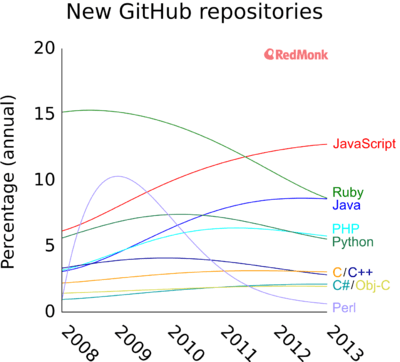 New GitHub repositories
Percentage (annual)
20
15
10
5
0
RedMonk
JavaScript
Ruby
Java
PHP
Python
C/C++
C#/Obj-C
Perl
2008 2009 2010 2011 2012 2013